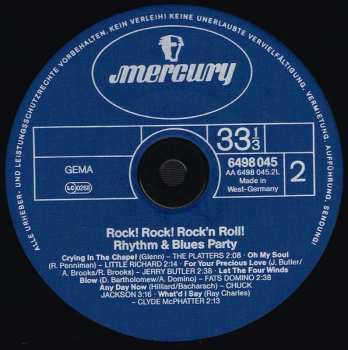 ALLE URHEBER- UND LEISTUNGSSCHUTZRECHTE VORBEHALTEN. KEIN VERLEIH! KEINE UNERLAUBTE VERVIELFÄLTIGUNG, VERMIETUNG, AUFFÜHRUNG, SENDUNG!
mercury
33 1/3
GEMA
6498 045
AA 6498 045.2L
LC 0268
Made in
West-Germany
2
Rock! Rock! Rock'n Roll!
Rhythm & Blues Party
Crying In The Chapel (Glenn) – THE PLATTERS 2:08 · Oh My Soul
(R. Penniman) – LITTLE RICHARD 2:14 · For Your Precious Love (J. Butler/
A. Brooks/R. Brooks) – JERRY BUTLER 2:38 · Let The Four Winds
Blow (D. Bartholomew/A. Domino) – FATS DOMINO 2:38 ·
Any Day Now (Hillard/Bacharach) – CHUCK
JACKSON 3:16 · What'd I Say (Ray Charles)
– CLYDE McPHATTER 2:13